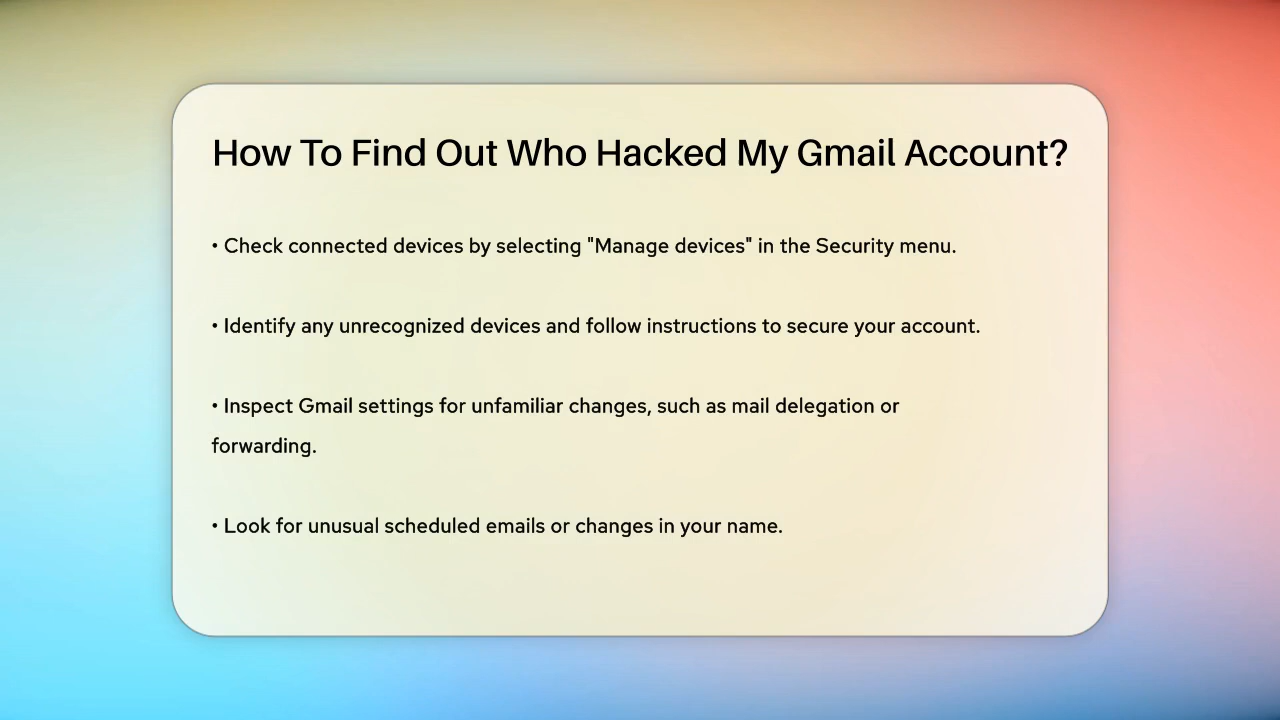 How To Find Out Who Hacked My Gmail Account?
• Check connected devices by selecting "Manage devices" in the Security menu.
• Identify any unrecognized devices and follow instructions to secure your account.
• Inspect Gmail settings for unfamiliar changes, such as mail delegation or
forwarding.
• Look for unusual scheduled emails or changes in your name.